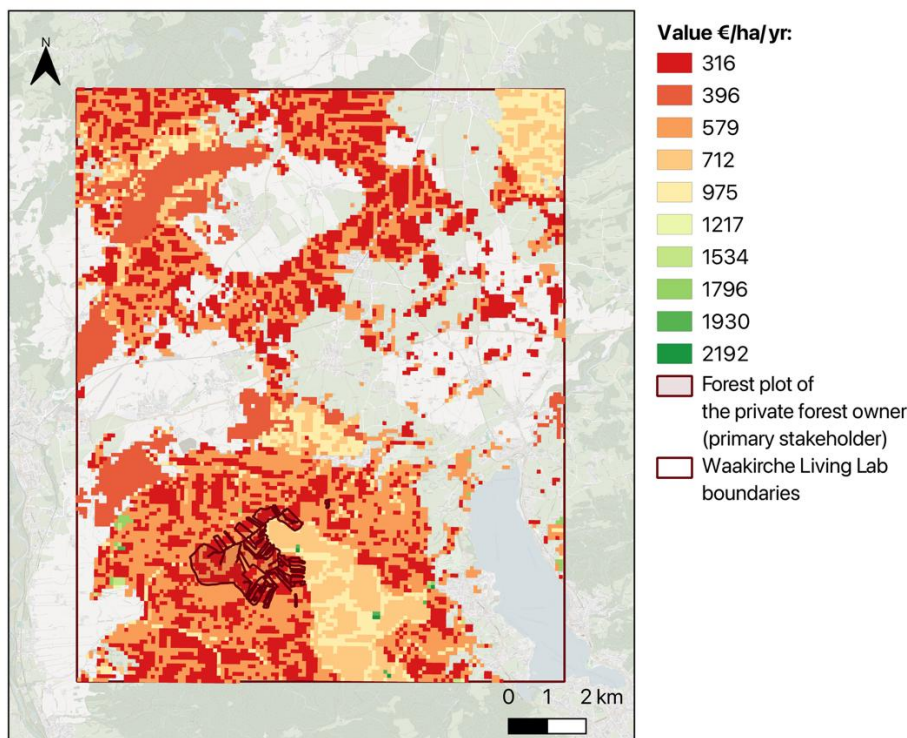 N
Value €/ha/yr:
316
396
579
712
975
1217
1534
1796
1930
2192
Forest plot of
the private forest owner
(primary stakeholder)
Waakirche Living Lab
boundaries
0 1 2 km